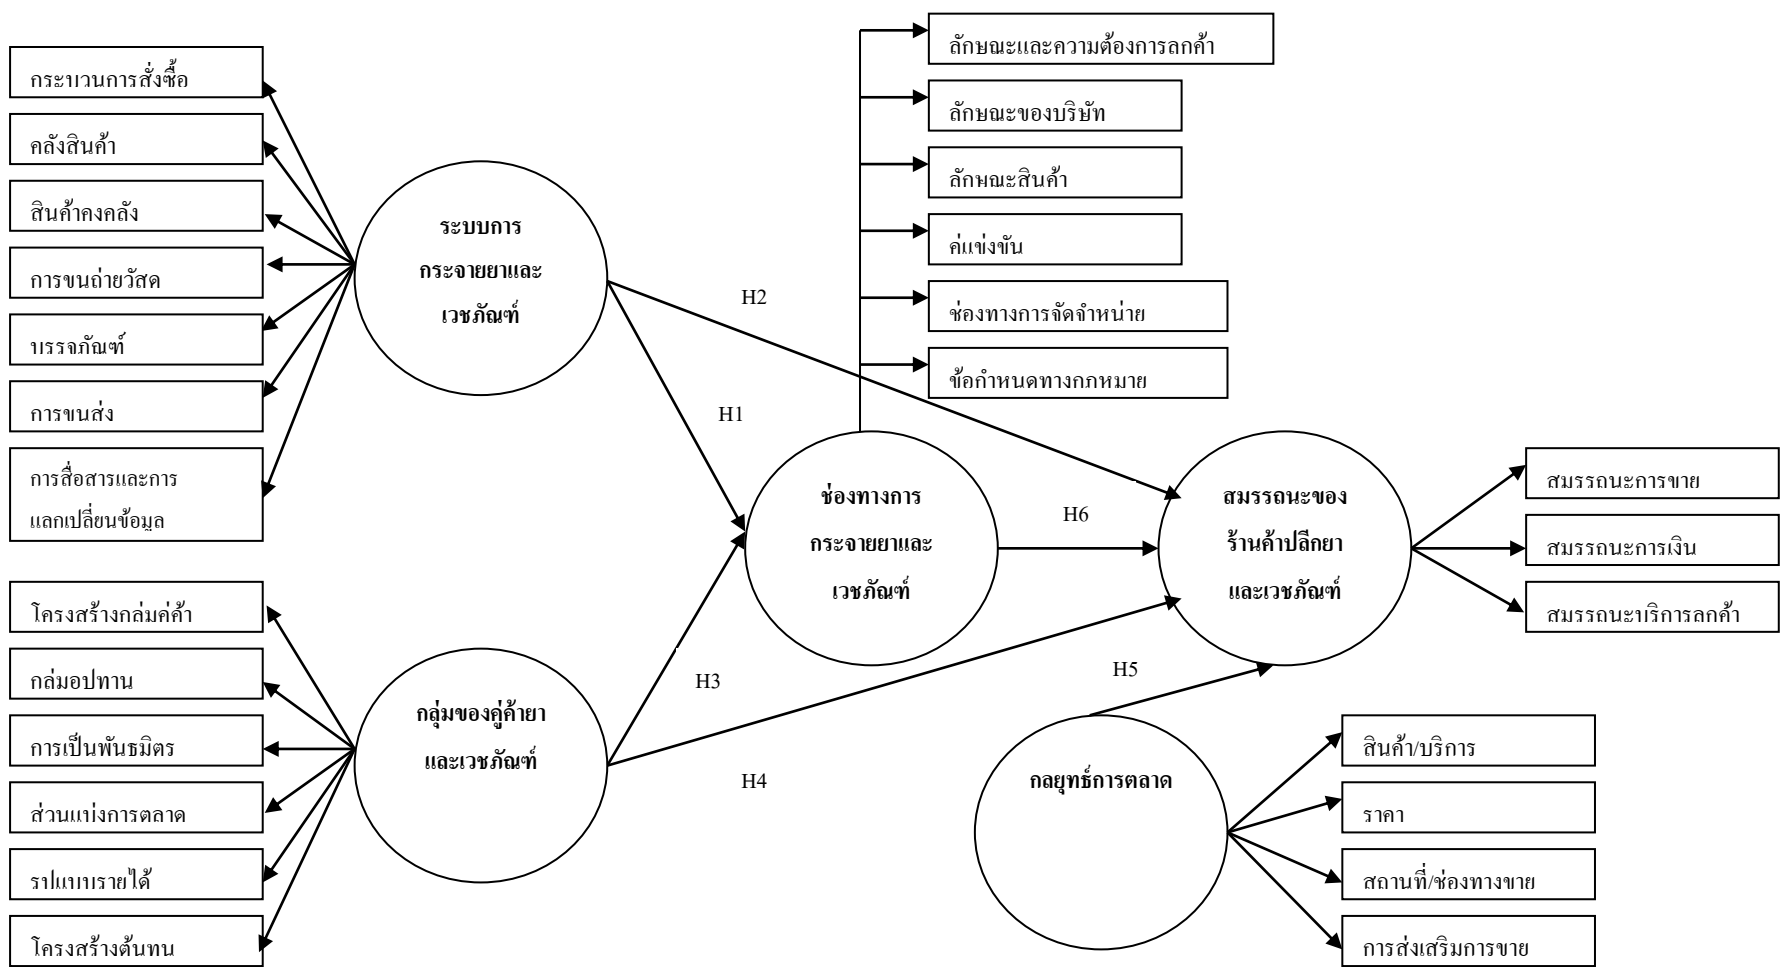 ลักษณะและความต้องการลกค้า
ลักษณะของบริษัท
ลักษณะสินค้า
ค่แข่งขัน
ช่องทางการจัดจำหน่าย
ข้อกำหนดทางกฎหมาย
กระบวนการสั่งซื้อ
คลังสินค้า
สินค้าคงคลัง
การขนถ่ายวัสด
บรรจภัณฑ์
การขนส่ง
การสื่อสารและการ
แลกเปลี่ยนข้อมูล
ระบบการ
กระจายยาและ
เวชภัณฑ์
H2
H1
ช่องทางการ
กระจายยาและ
เวชภัณฑ์
H6
สมรรถนะของ
ร้านค้าปลีกยา
และเวชภัณฑ์
สมรรถนะการขาย
สมรรถนะการเงิน
สมรรถนะบริการลกค้า
โครงสร้างกล่มค่ค้า
กล่มอปทาน
การเป็นพันธมิตร
ส่วนแบ่งการตลาด
รปแบบรายได้
โครงสร้างต้นทน
กลุ่มของคู่ค้ายา
และเวชภัณฑ์
H3
H4
H5
กลยุทธ์การตลาด
สินค้า/บริการ
ราคา
สถานที่/ช่องทางขาย
การส่งเสริมการขาย